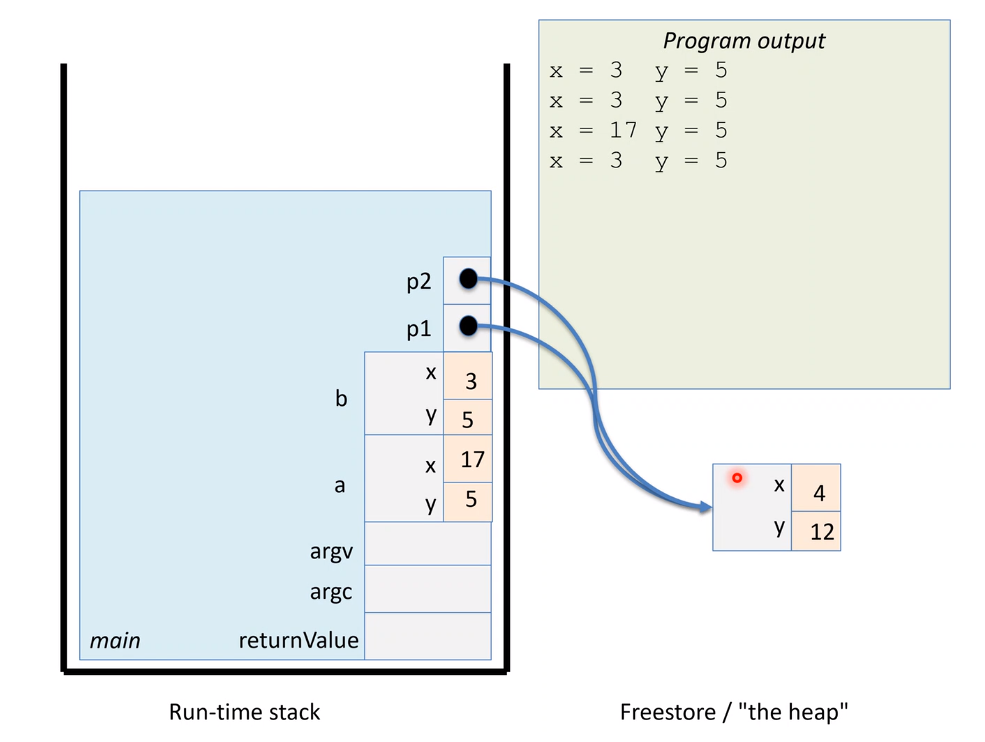 Program output
x = 3 y = 5
x = 3 y = 5
x = 17 y = 5
x = 3 y = 5
p2
p1
b
x 3
y 5
a
x 17
y 5
argv
argc
main returnValue
x 4
y 12
Run-time stack
Freestore / "the heap"